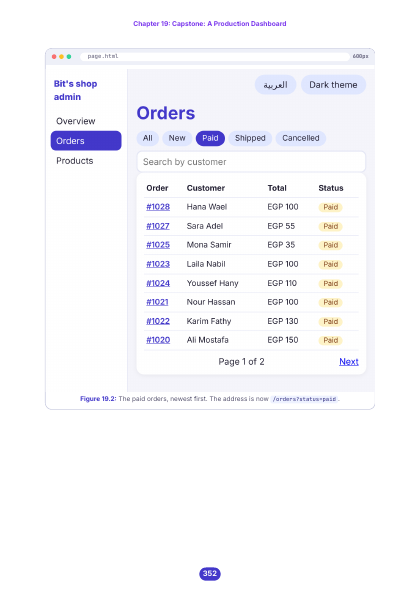 Chapter 19: Capstone: A Production Dashboard
page.html
600px
Bit's shop
admin
Overview
Orders
Products
العربية
Dark theme
Orders
All New Paid Shipped Cancelled
Search by customer
Order Customer Total Status
#1028 Hana Wael EGP 100 Paid
#1027 Sara Adel EGP 55 Paid
#1025 Mona Samir EGP 35 Paid
#1023 Laila Nabil EGP 100 Paid
#1024 Youssef Hany EGP 110 Paid
#1021 Nour Hassan EGP 100 Paid
#1022 Karim Fathy EGP 130 Paid
#1020 Ali Mostafa EGP 150 Paid
Page 1 of 2 Next
Figure 19.2: The paid orders, newest first. The address is now /orders?status=paid.
352